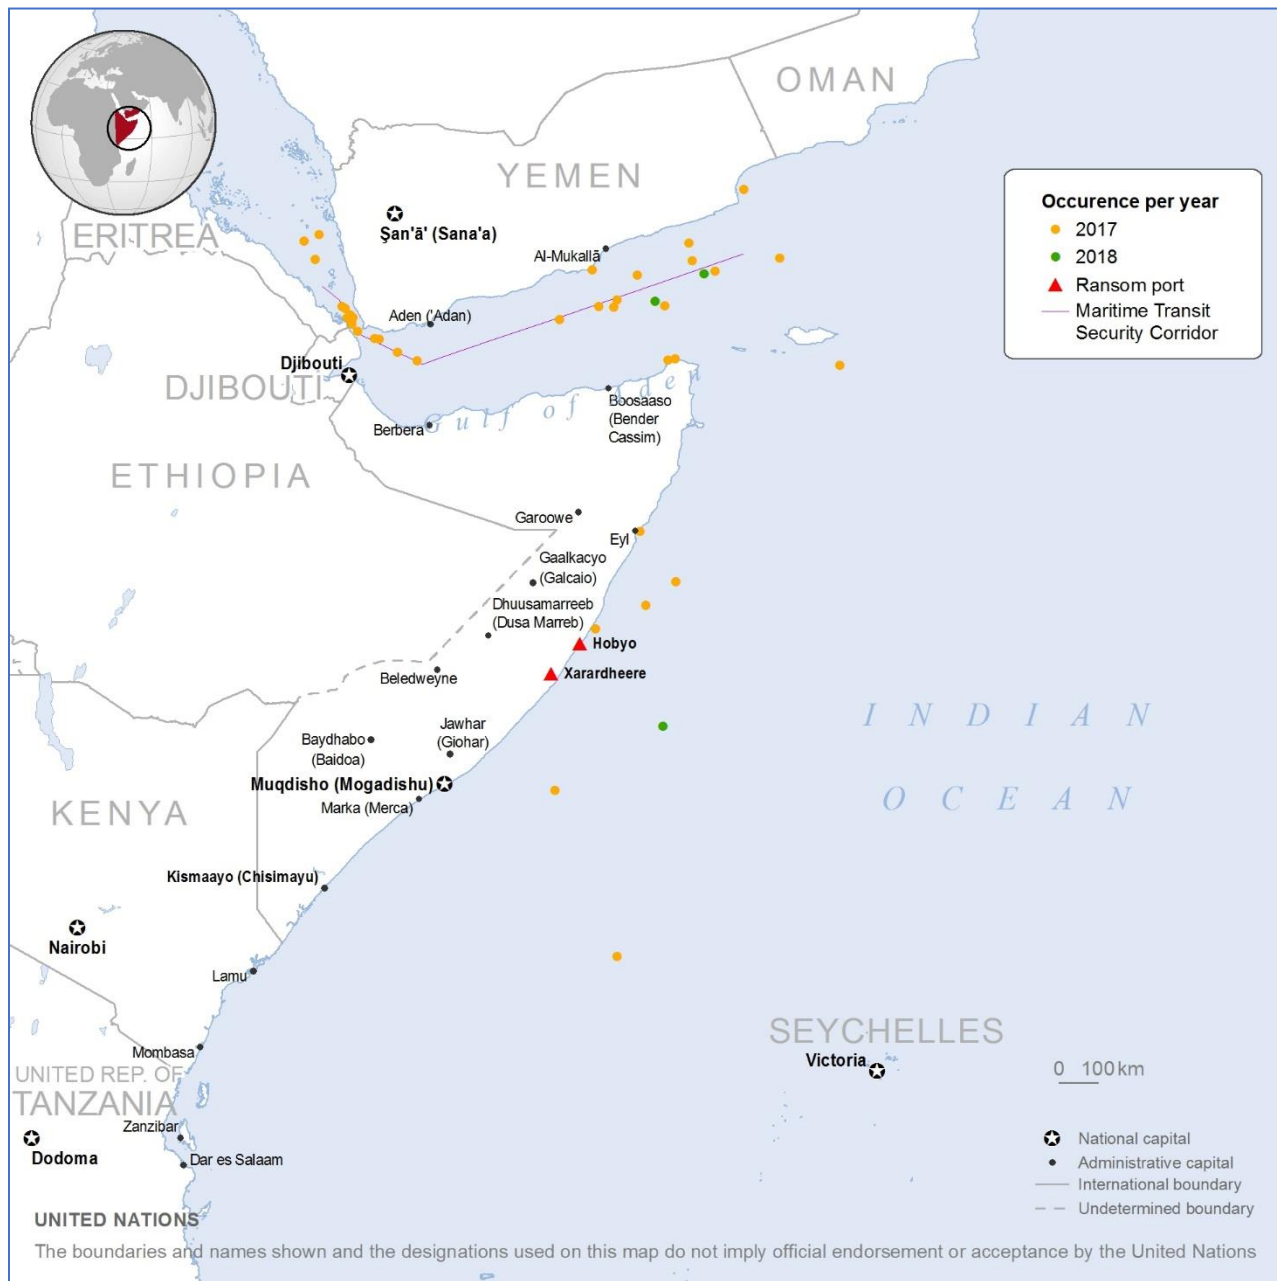 OMAN
YEMEN
ERITREA
Şan'ā' (Sana'a)
Al-Mukallā
Aden ('Adan)
Occurence per year
2017
2018
Ransom port
Maritime Transit
Security Corridor
Djibouti
DJIBOUTI
Gulf of Aden
Berbera
Boosaaso
(Bender
Cassim)
ETHIOPIA
Garoowe
Eyl
Gaalkacyo
(Galcaio)
Dhuusamarreeb
(Dusa Marreb)
Hobyo
Xarardheere
Beledweyne
Jawhar
(Giohar)
Baydhabo
(Baidoa)
Muqdisho (Mogadishu)
Marka (Merca)
INDIAN
OCEAN
KENYA
Kismaayo (Chisimayu)
Nairobi
Lamu
Mombasa
SEYCHELLES
Victoria
0 100 km
UNITED REP. OF
TANZANIA
Zanzibar
Dodoma
Dar es Salaam
National capital
Administrative capital
International boundary
Undetermined boundary
UNITED NATIONS
The boundaries and names shown and the designations used on this map do not imply official endorsement or acceptance by the United Nations